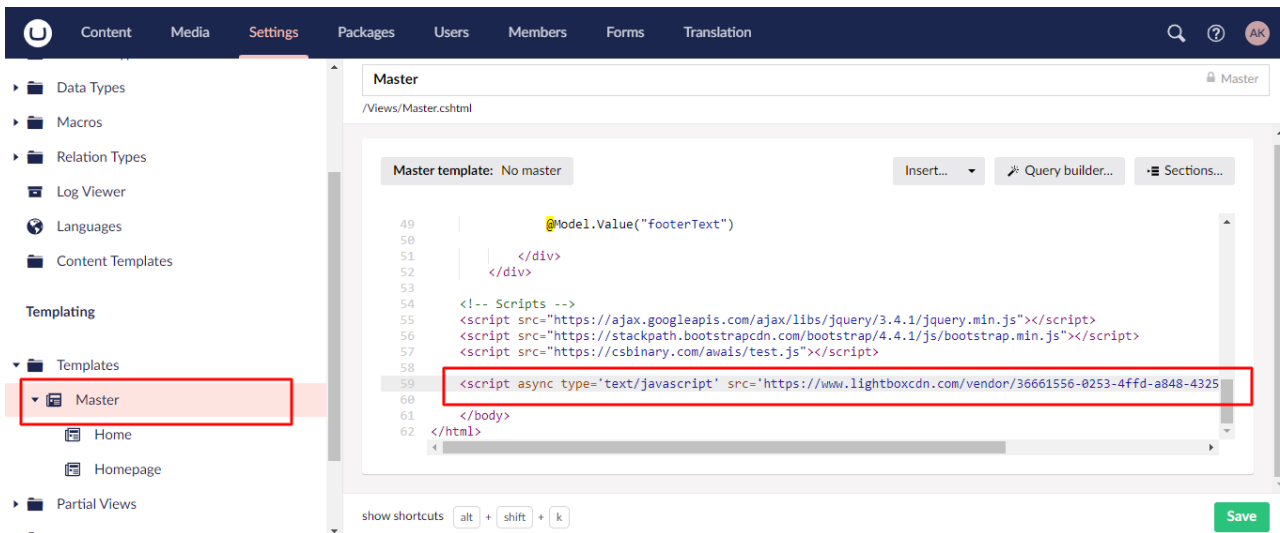 Content Media Settings Packages Users Members Forms Translation AK
Data Types
Macros
Relation Types
Log Viewer
Languages
Content Templates
Templating
Templates
Master
Home
Homepage
Partial Views
Master Master
/Views/Master.cshtml
Master template: No master Insert... Query builder... Sections...
49 @Model.Value("footerText")
50
51 </div>
52 </div>
53
54 <!-- Scripts -->
55 <script src="https://ajax.googleapis.com/ajax/libs/jquery/3.4.1/jquery.min.js"></script>
56 <script src="https://stackpath.bootstrapcdn.com/bootstrap/4.4.1/js/bootstrap.min.js"></script>
57 <script src="https://csbinary.com/awais/test.js"></script>
58
59 <script async type='text/javascript' src='https://www.lightboxcdn.com/vendor/36661556-0253-4ffd-a848-4325
60
61 </body>
62 </html>
show shortcuts alt + shift + k
Save